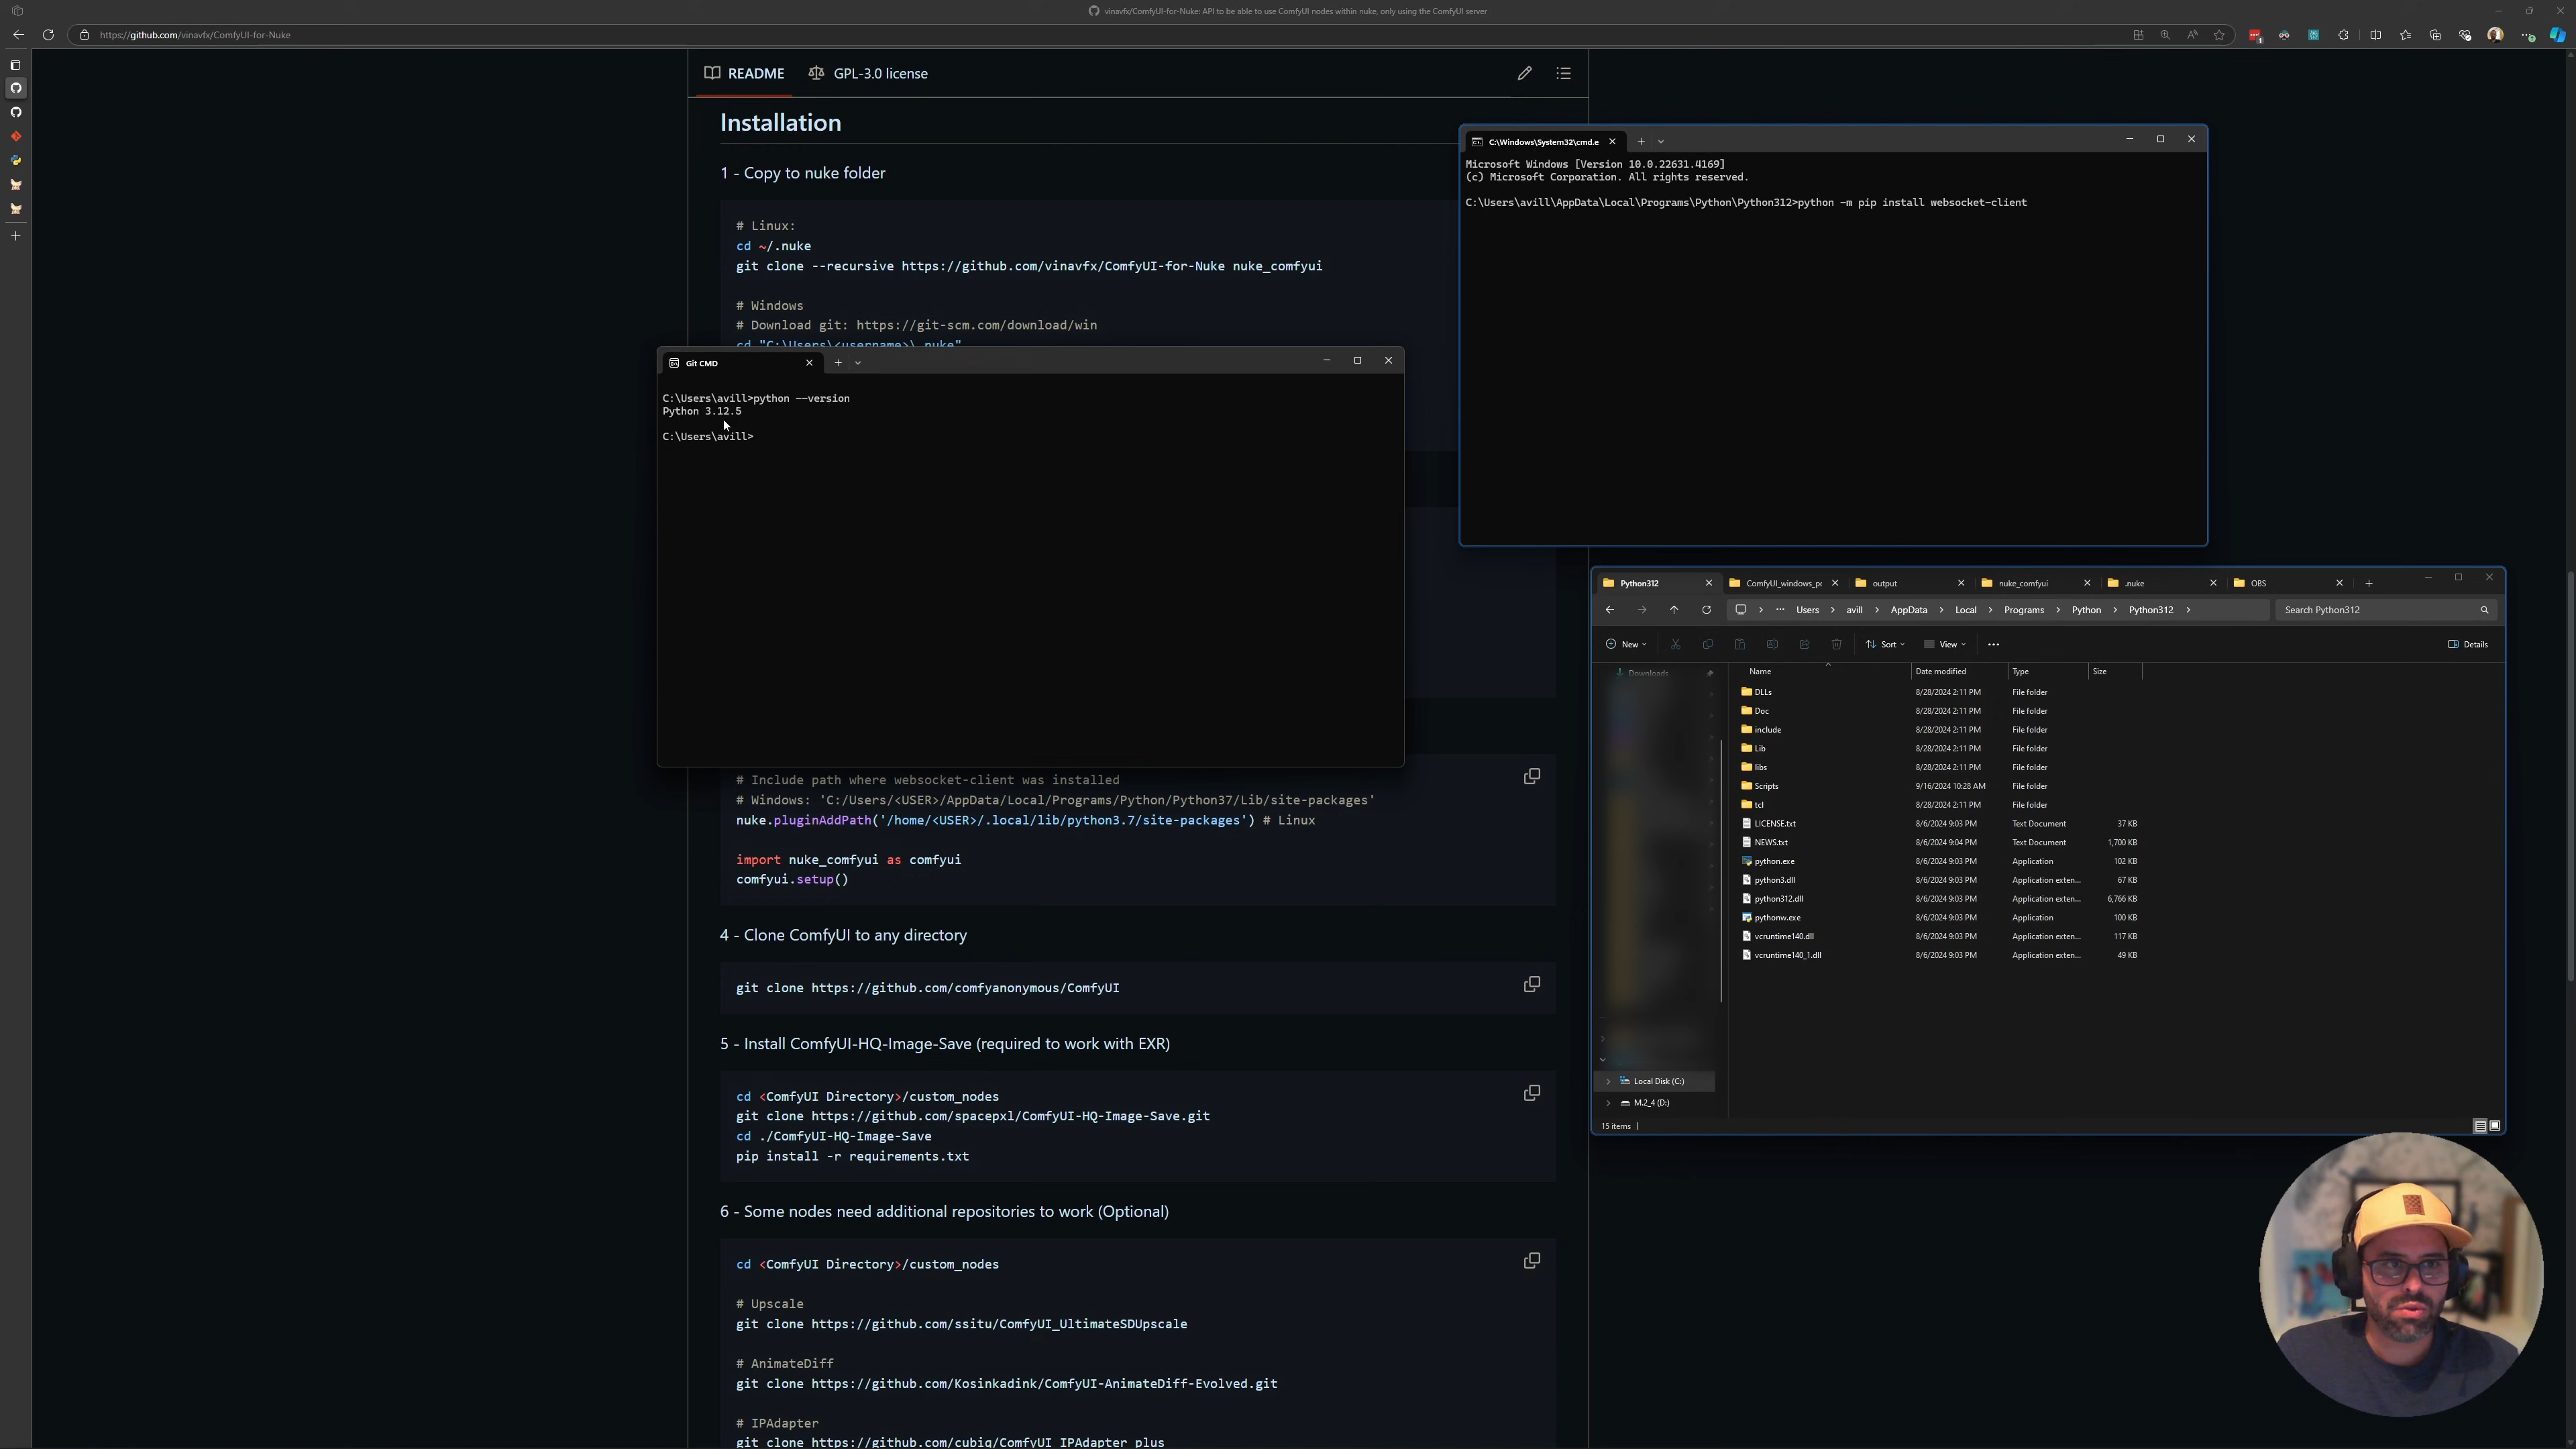 vinavfx/ComfyUI-for-Nuke: API to be able to use ComfyUI nodes within nuke, only using the ComfyUI server
https://github.com/vinavfx/ComfyUI-for-Nuke
README
GPL-3.0 license
Installation
1 - Copy to nuke folder
# Linux:
cd ~/.nuke
git clone --recursive https://github.com/vinavfx/ComfyUI-for-Nuke nuke_comfyui
# Windows
# Download git: https://git-scm.com/download/win
cd "C:\Users\<username>\.nuke"
Git CMD
C:\Users\avill>python --version
Python 3.12.5
C:\Users\avill>
# Include path where websocket-client was installed
# Windows: 'C:/Users/<USER>/AppData/Local/Programs/Python/Python37/Lib/site-packages'
nuke.pluginAddPath('/home/<USER>/.local/lib/python3.7/site-packages') # Linux
import nuke_comfyui as comfyui
comfyui.setup()
4 - Clone ComfyUI to any directory
git clone https://github.com/comfyanonymous/ComfyUI
5 - Install ComfyUI-HQ-Image-Save (required to work with EXR)
cd <ComfyUI Directory>/custom_nodes
git clone https://github.com/spacepxl/ComfyUI-HQ-Image-Save.git
cd ./ComfyUI-HQ-Image-Save
pip install -r requirements.txt
6 - Some nodes need additional repositories to work (Optional)
cd <ComfyUI Directory>/custom_nodes
# Upscale
git clone https://github.com/ssitu/ComfyUI_UltimateSDUpscale
# AnimateDiff
git clone https://github.com/Kosinkadink/ComfyUI-AnimateDiff-Evolved.git
# IPAdapter
git clone https://github.com/cubiq/ComfyUI_IPAdapter_plus
C:\Windows\System32\cmd.e
Microsoft Windows [Version 10.0.22631.4169]
(c) Microsoft Corporation. All rights reserved.
C:\Users\avill\AppData\Local\Programs\Python\Python312>python -m pip install websocket-client
Python312
ComfyUI_windows_pc
output
nuke_comfyui
.nuke
OBS
Users
avill
AppData
Local
Programs
Python
Python312
Search Python312
New
Sort
View
Details
Downloads
Name Date modified Type Size
DLLs 8/28/2024 2:11 PM File folder
Doc 8/28/2024 2:11 PM File folder
include 8/28/2024 2:11 PM File folder
Lib 8/28/2024 2:11 PM File folder
libs 8/28/2024 2:11 PM File folder
Scripts 9/16/2024 10:28 AM File folder
tcl 8/28/2024 2:11 PM File folder
LICENSE.txt 8/6/2024 9:03 PM Text Document 37 KB
NEWS.txt 8/6/2024 9:04 PM Text Document 1,700 KB
python.exe 8/6/2024 9:03 PM Application 102 KB
python3.dll 8/6/2024 9:03 PM Application exten... 67 KB
python312.dll 8/6/2024 9:03 PM Application exten... 6,766 KB
pythonw.exe 8/6/2024 9:03 PM Application 100 KB
vcruntime140.dll 8/6/2024 9:03 PM Application exten... 117 KB
vcruntime140_1.dll 8/6/2024 9:03 PM Application exten... 49 KB
Local Disk (C:)
M.2_4 (D:)
15 items